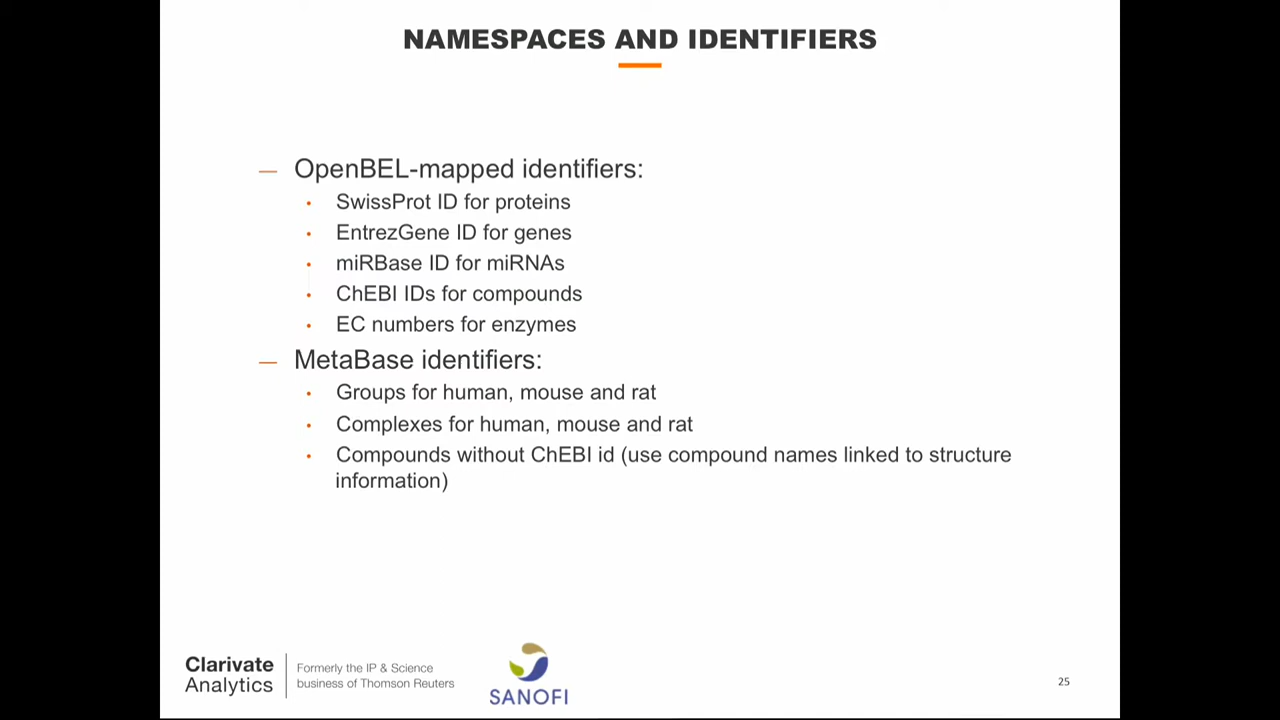 NAMESPACES AND IDENTIFIERS
— OpenBEL-mapped identifiers:
• SwissProt ID for proteins
• EntrezGene ID for genes
• miRBase ID for miRNAs
• ChEBI IDs for compounds
• EC numbers for enzymes
— MetaBase identifiers:
• Groups for human, mouse and rat
• Complexes for human, mouse and rat
• Compounds without ChEBI id (use compound names linked to structure
information)
Clarivate
Analytics
Formerly the IP & Science
business of Thomson Reuters
SANOFI
25